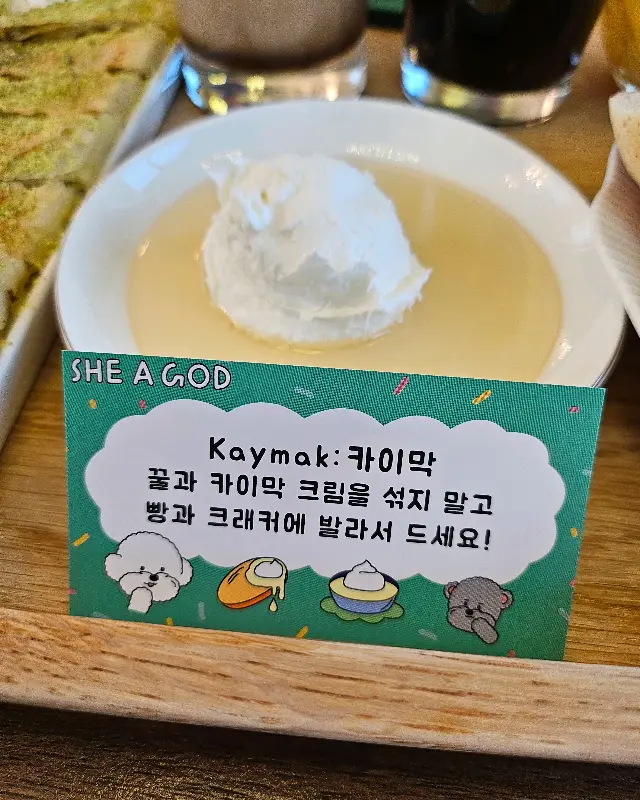 SHE A GOD
Kaymak: 카이막
꿀과 카이막 크림을 섞지 말고
빵과 크래커에 발라서 드세요!